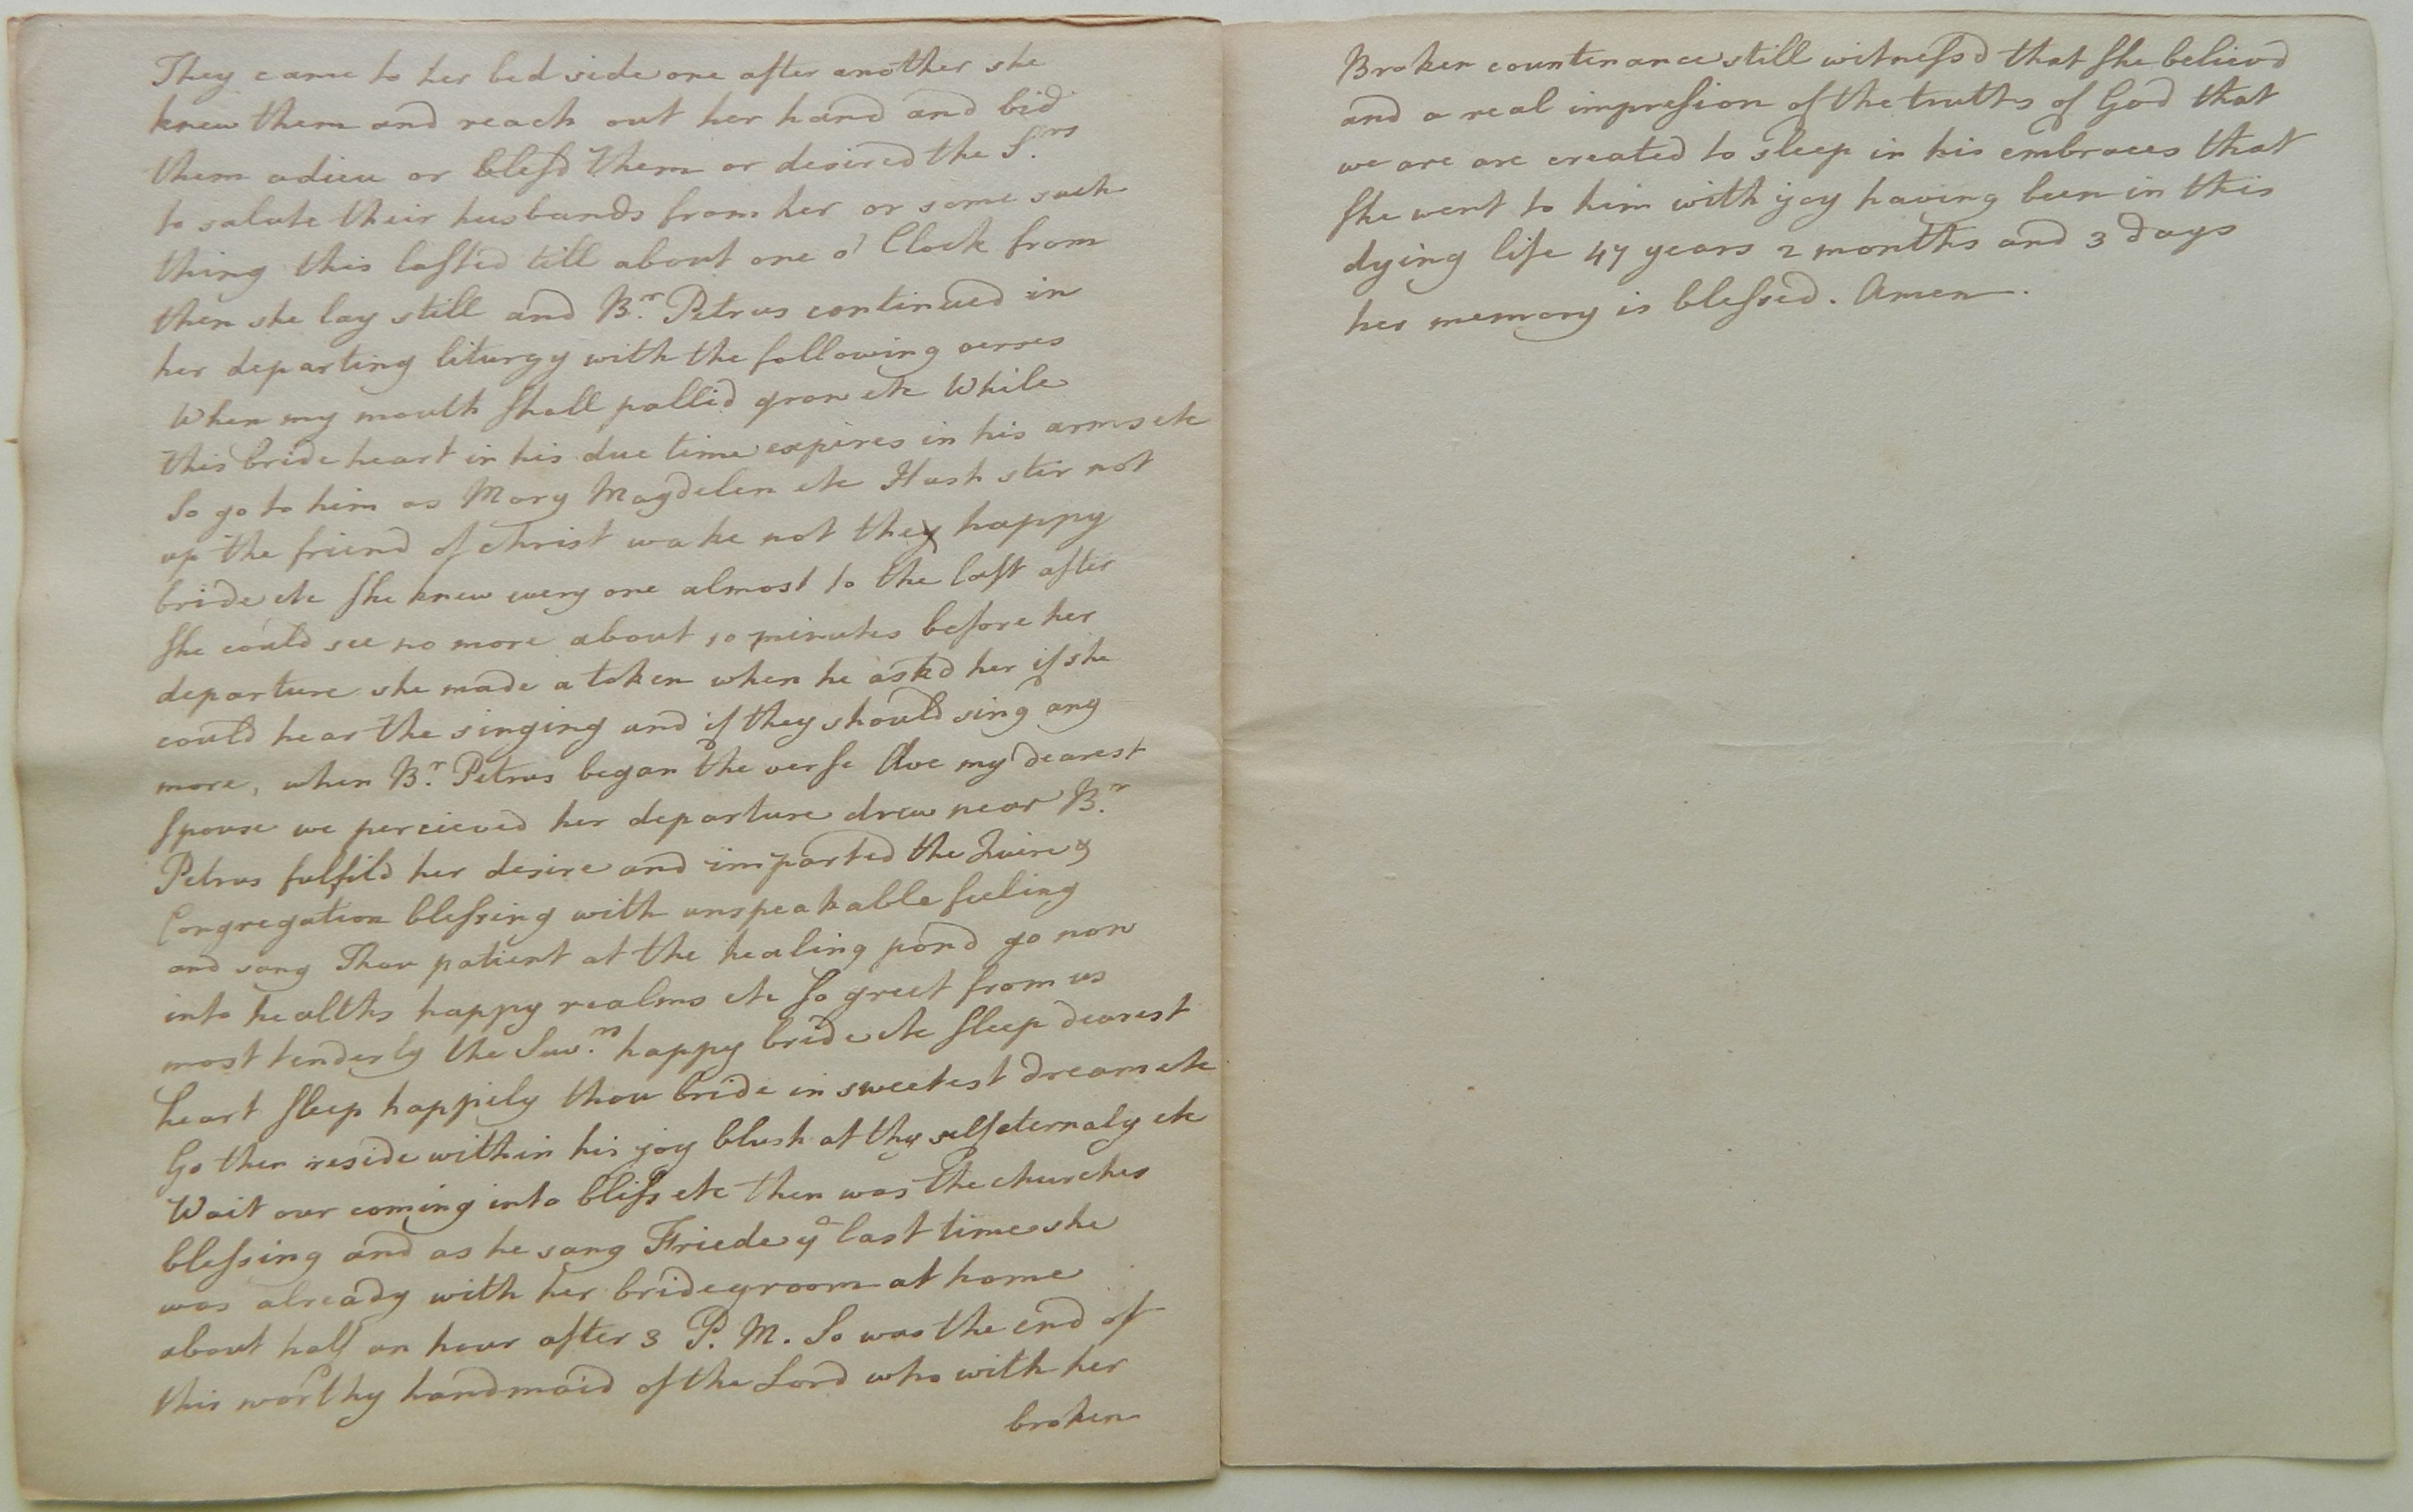 They came to her bed side one after another she
knew them and reach out her hand and bid
them adieu or bleſd them or desired the S.rs
to salute their husbands from her or some such
thing this laſted till about one o' Clock from
then she lay still and B.r Petrus continued in
her departing liturgy with the following verses
When my mouth ſhall pallid grow etc While
this bride heart in his due time expires in his arms etc
So go to him as Mary Magdelen etc Hush stir not
up the friend of christ wake not they happy
bride etc ſhe knew every one almost to the laſt after
ſhe could see no more about 10 minutes before her
departure she made a token when he askd her if she
could hear the singing and if they should sing any
more, when B.r Petrus began the verſe Ave my dearest
ſpouse we percieved her departure drew near B.r
Petrus fulfild her desire and imparted the Quire &
Congregation bleſsing with unspeakable feeling
and sang Thou patient at the healing pond go now
into healths happy realms etc ſo greet from us
most tenderly the Sav.rs happy bride etc ſleep dearest
heart ſleep happily thou bride in sweetest dream etc
Go then reside within his joy blush at thy self eternaly etc
Wait our coming into bliſs etc then was the churches
bleſsing and as he sang Friede ye last time she
was already with her bridegroom at home
about half an hour after 3 P. M. So was the end of
this worthy handmaid of the Lord who with her
broken
Broken countenance still witneſsd that ſhe believd
and a real impreſion of the truths of God that
we are are created to sleep in his embraces that
ſhe went to him with joy having been in this
dying life 47 years 2 months and 3 days
her memory is bleſsed. Amen.